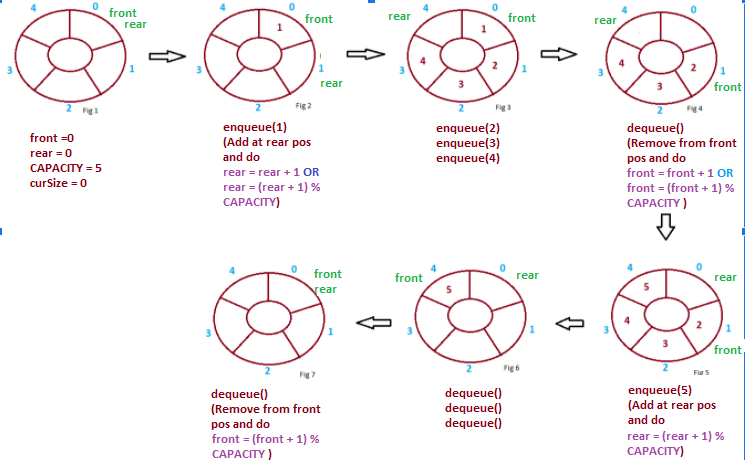 4 0 front
rear
1
3 1
2
Fig 1
front =0
rear = 0
CAPACITY = 5
curSize = 0
4 0
front
1
3 1
rear
2
Fig 2
enqueue(1)
(Add at rear pos
and do
rear = rear + 1 OR
rear = (rear + 1) %
CAPACITY)
rear 4 0
front
1
4 2
3 1
3
2
Fig 3
enqueue(2)
enqueue(3)
enqueue(4)
4 0
rear
4 2
3 1
3 front
2
Fig 4
dequeue()
(Remove from front
pos and do
front = front + 1 OR
front = (front + 1) %
CAPACITY )
4 0
front
rear
3 1
2
Fig 7
dequeue()
(Remove from front
pos and do
front = (front + 1) %
CAPACITY )
4 0
front rear
5
3 1
2
Fig 6
dequeue()
dequeue()
dequeue()
4 0
rear
5
4 2
3 1
3 front
2
Fig 5
enqueue(5)
(Add at rear pos
and do
rear = (rear + 1) %
CAPACITY)